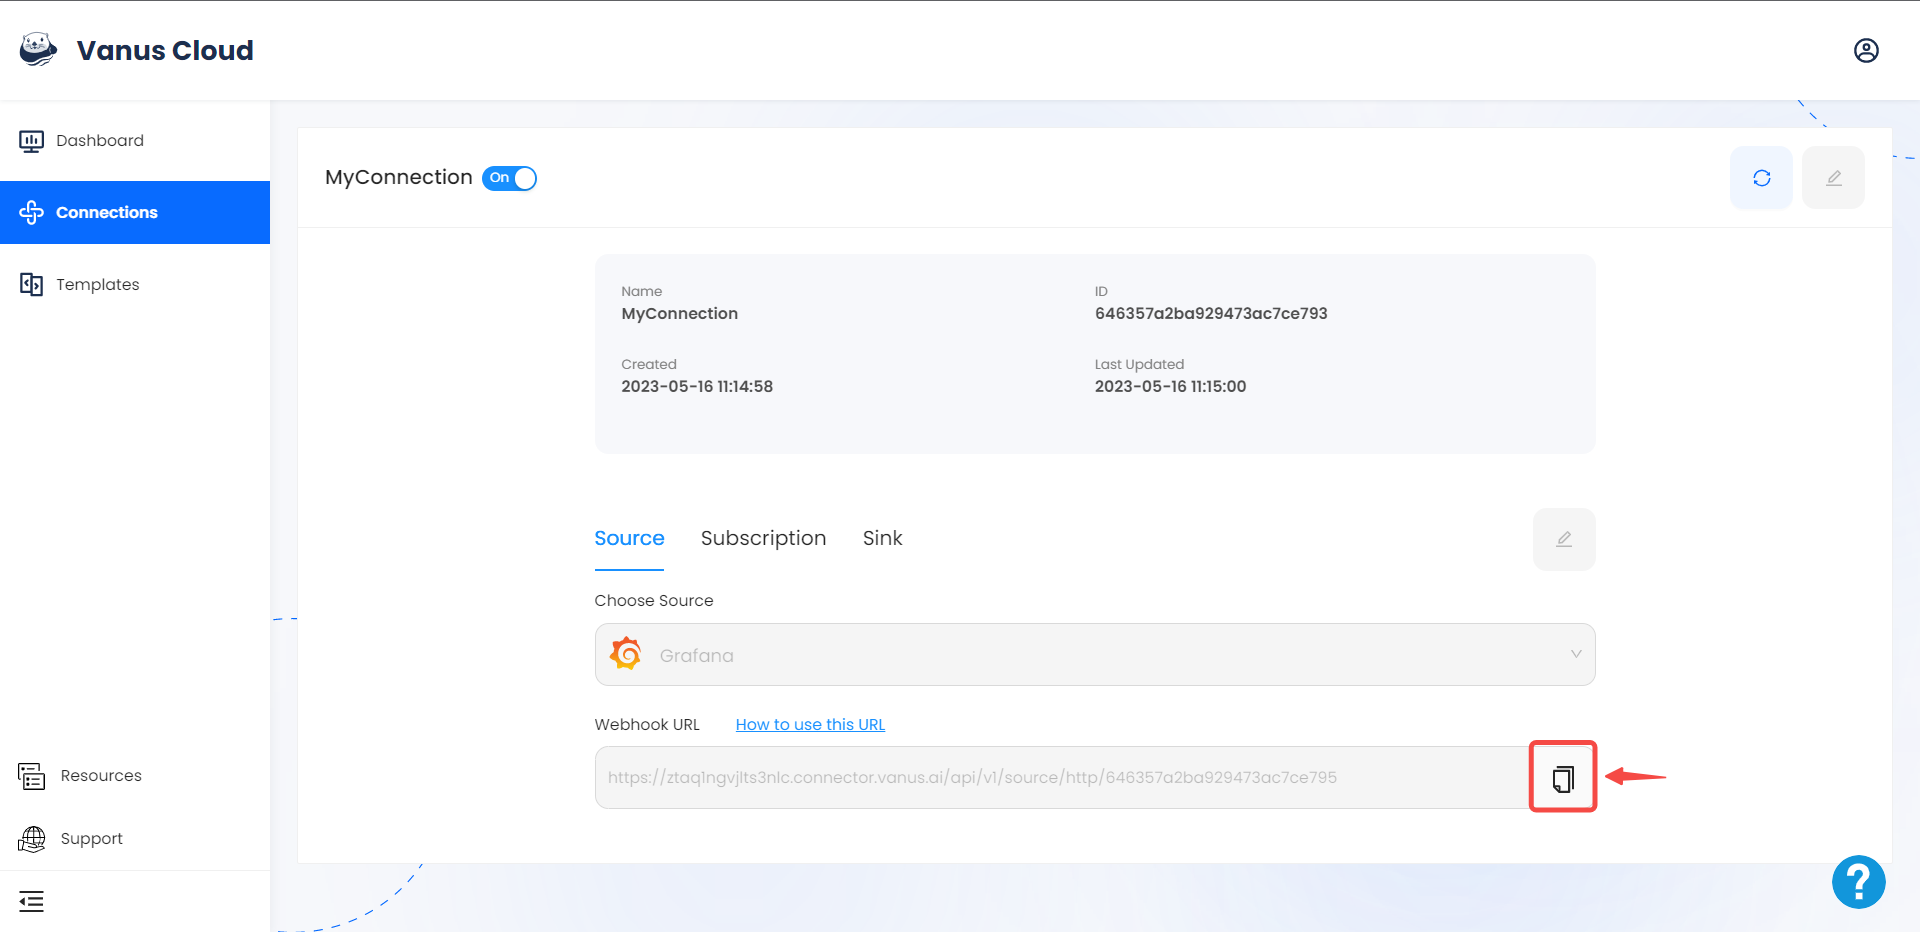 Vanus Cloud
Dashboard
Connections
Templates
Resources
Support
MyConnection
On
Name
MyConnection
ID
646357a2ba929473ac7ce793
Created
2023-05-16 11:14:58
Last Updated
2023-05-16 11:15:00
Source
Subscription
Sink
Choose Source
Grafana
Webhook URL
How to use this URL
https://ztaq1ngvjlts3nlc.connector.vanus.ai/api/v1/source/http/646357a2ba929473ac7ce795
?